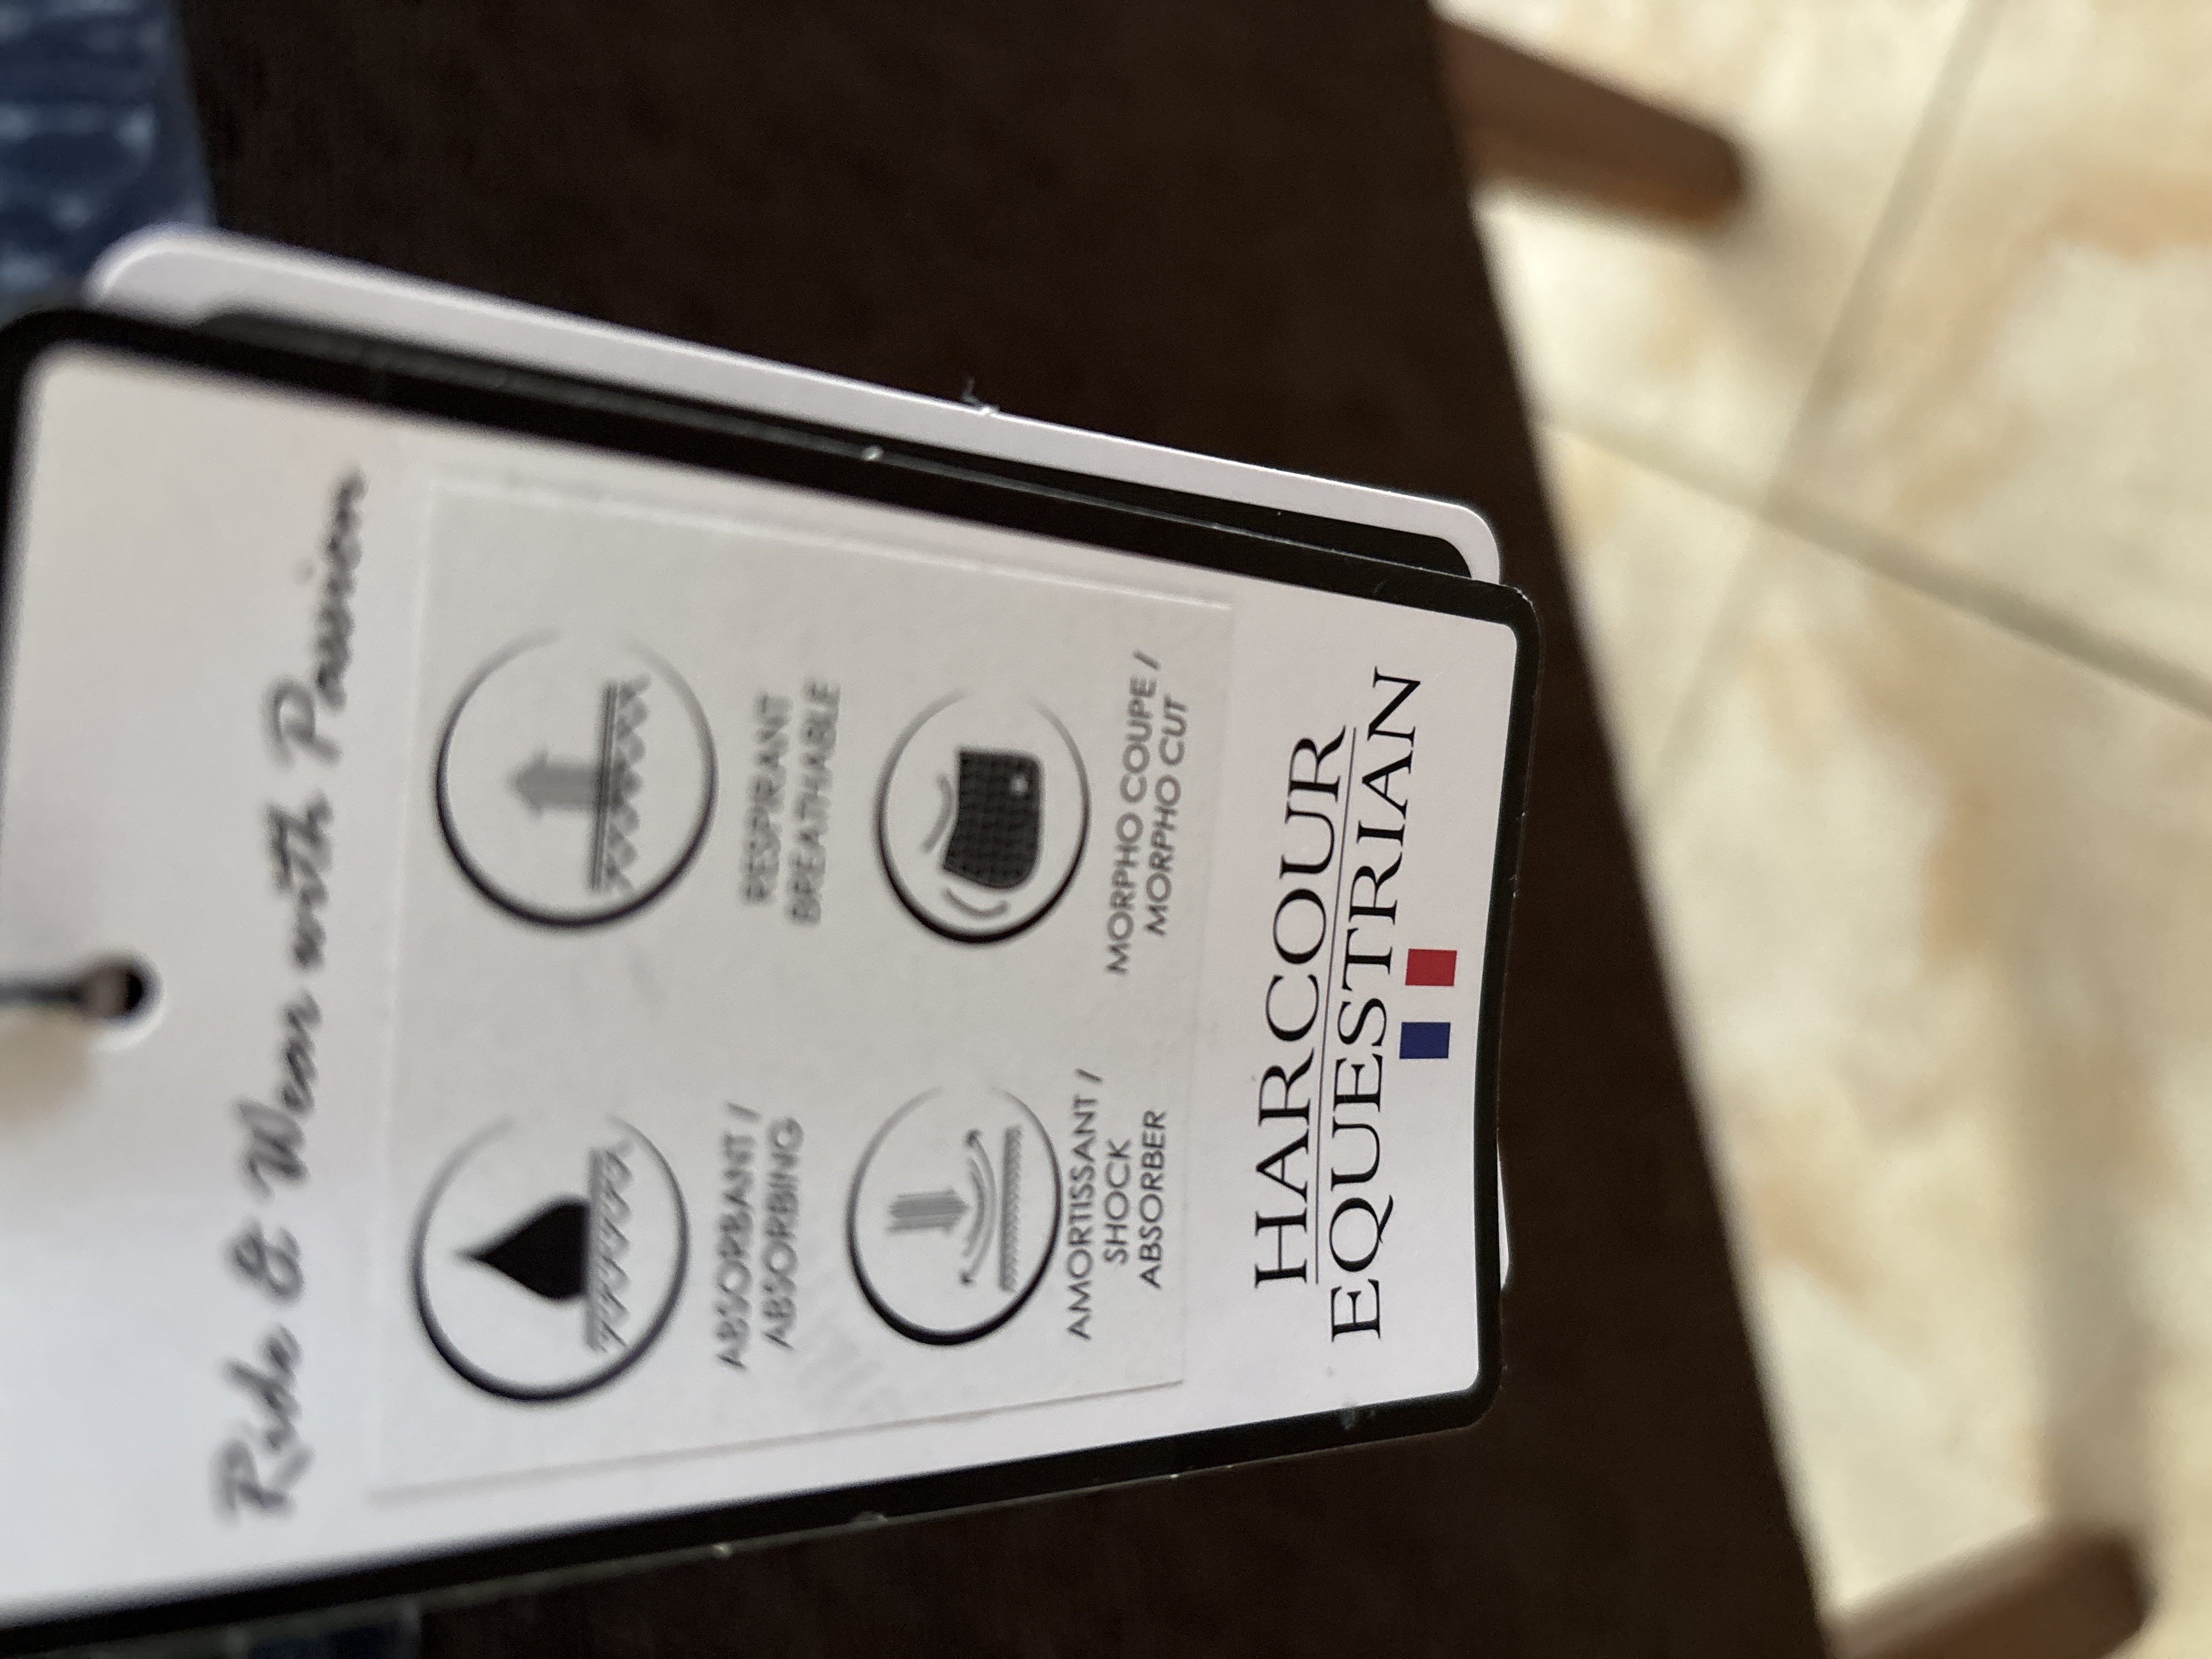 Ride & Wear with Passion
ABSORBANT /
ABSORBING
RESPIRANT
BREATHABLE
AMORTISSANT /
SHOCK
ABSORBER
MORPHO COUPE /
MORPHO CUT
HARCOUR
EQUESTRIAN